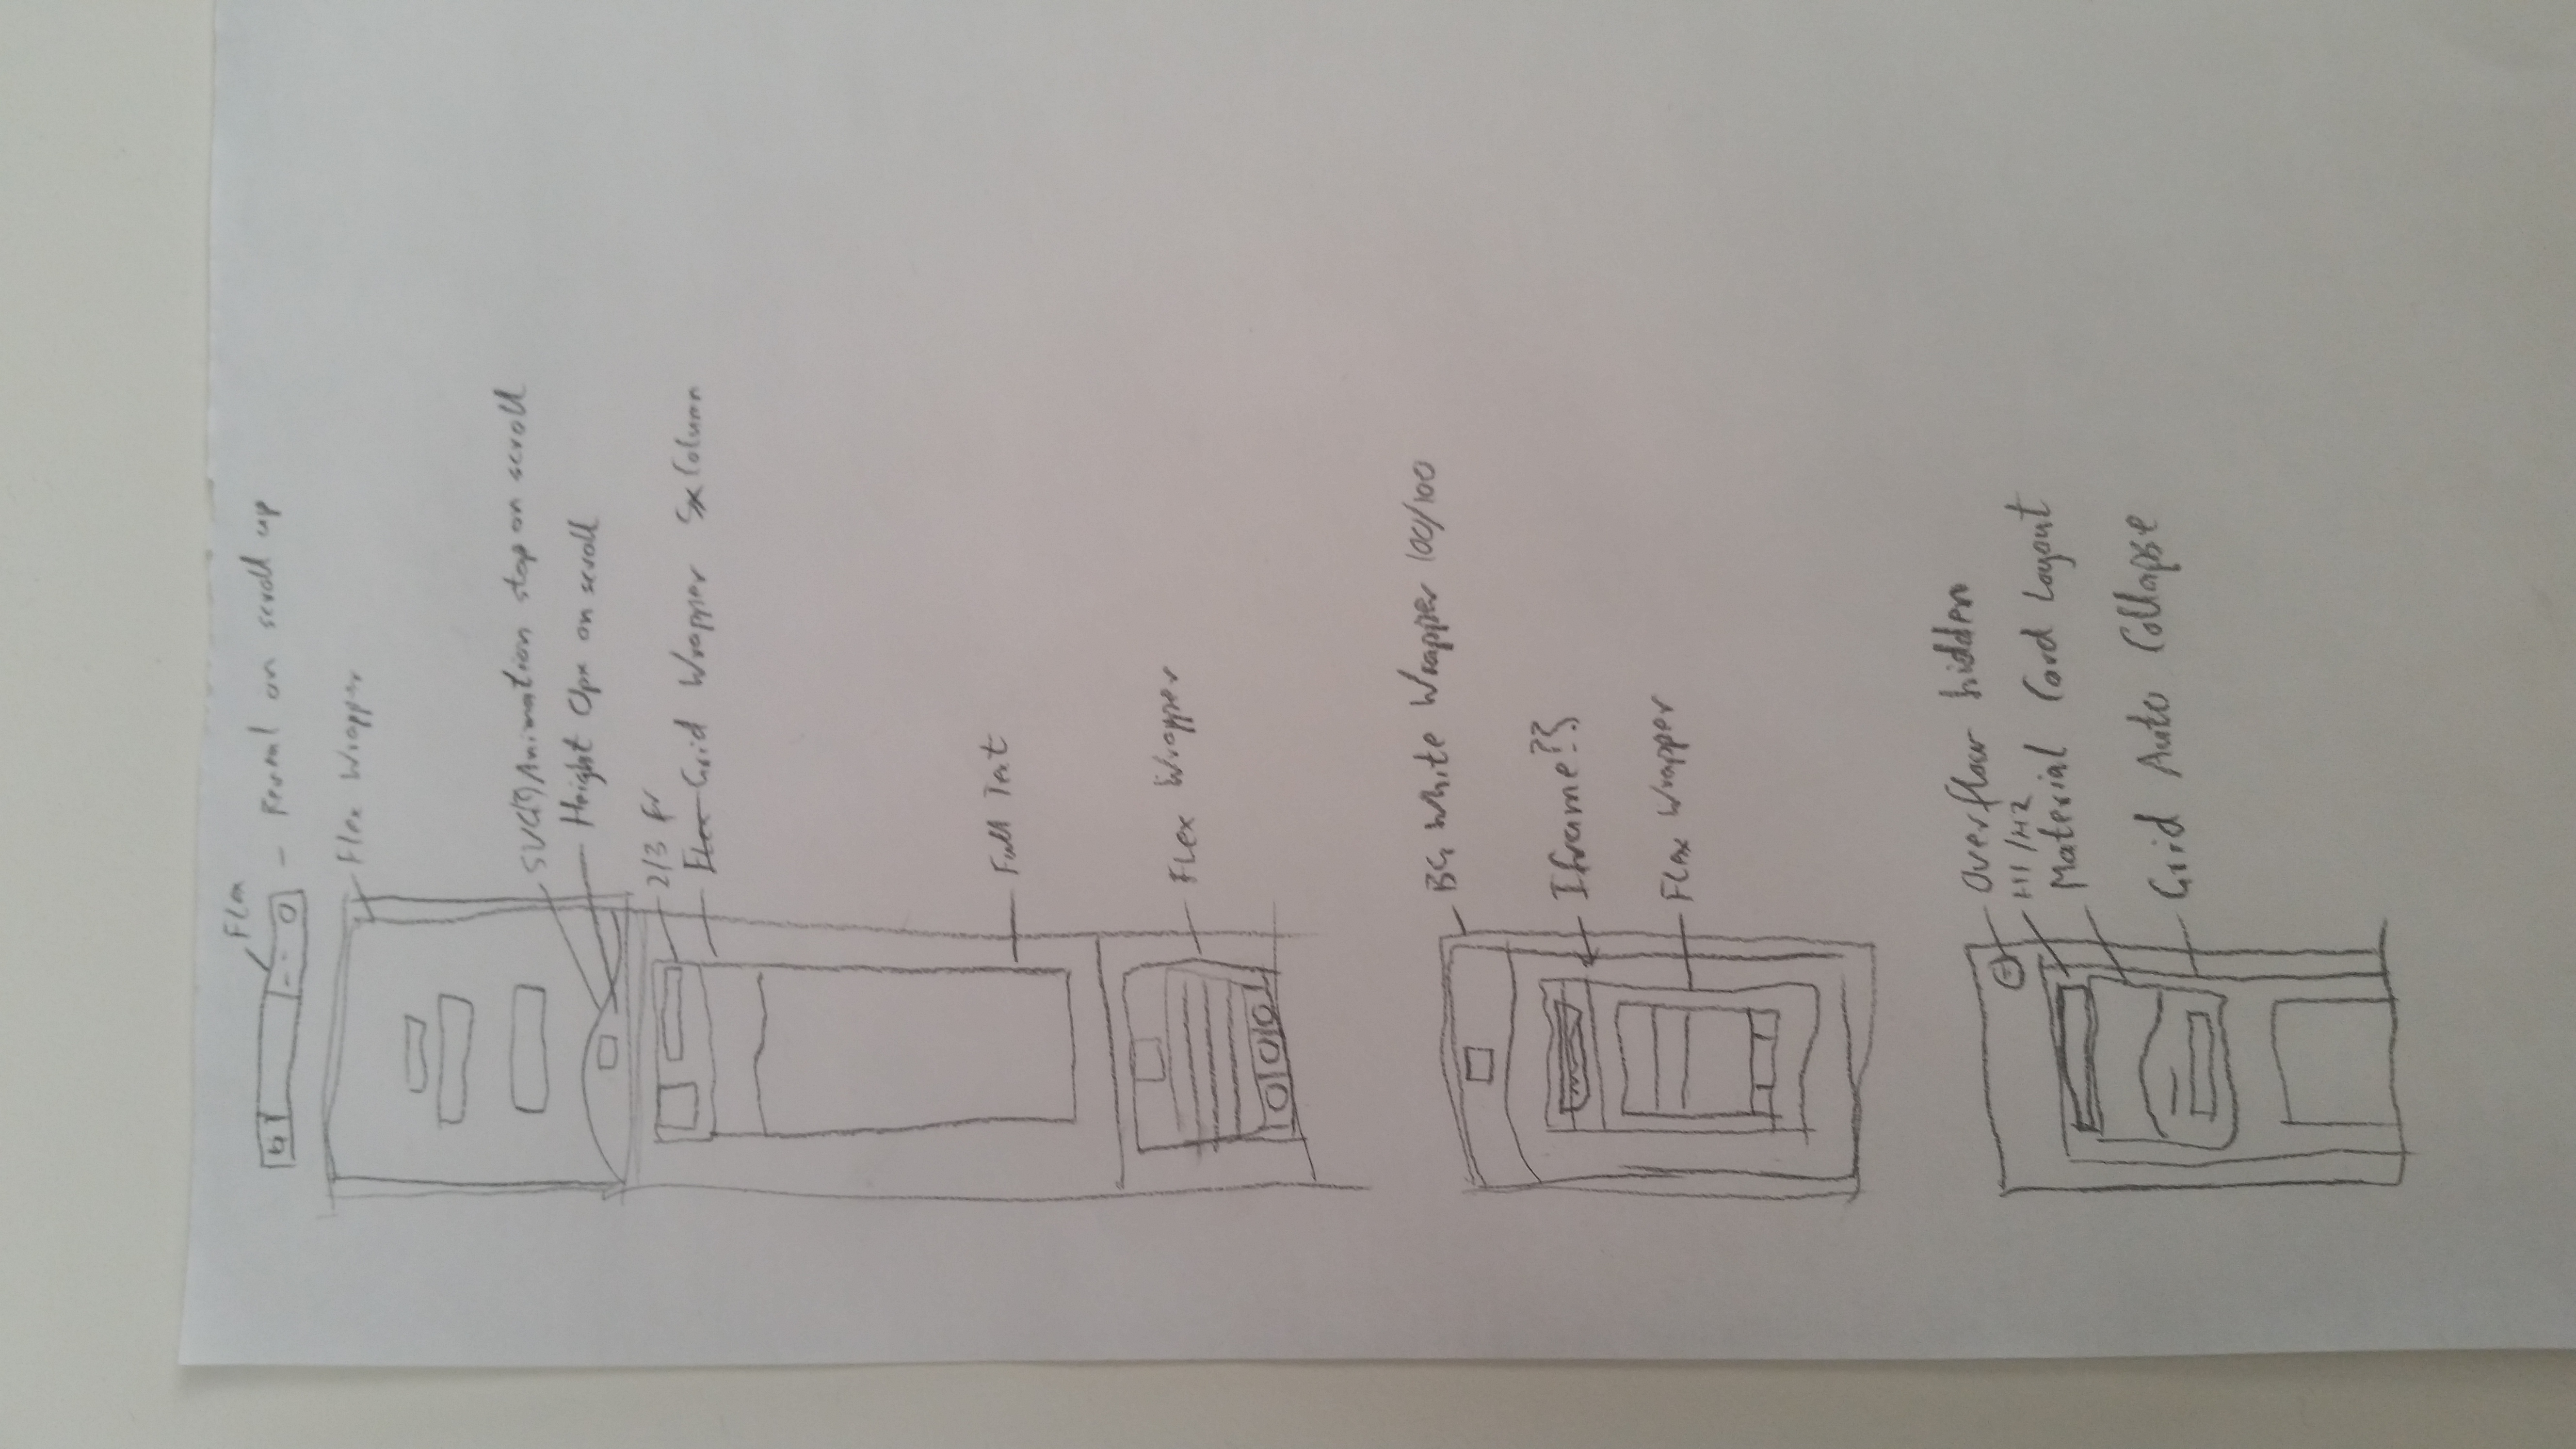 Flex
- Reveal on scroll up
Flex Wrapper
SVG(?) Animation stop on scroll
Height 0px on scroll
2/3 fr
Flex Grid Wrapper 5x Column
Full Text
Flex Wrapper
BG White Wrapper 100/100
Iframe??
Flex Wrapper
Overflow hidden
H1/H2
Material Card Layout
Grid Auto Collapse